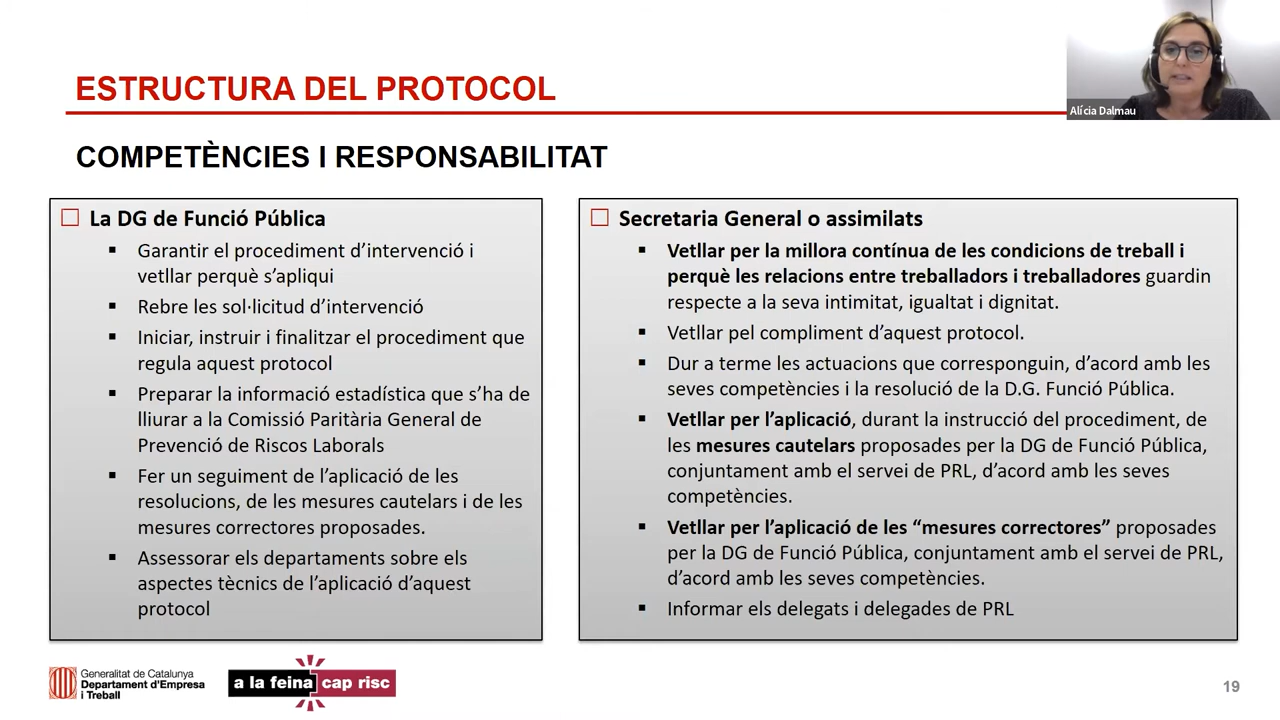 ESTRUCTURA DEL PROTOCOL
Alícia Dalmau
COMPETÈNCIES I RESPONSABILITAT
La DG de Funció Pública
Garantir el procediment d'intervenció i
vetllar perquè s'apliqui
Rebre les sol·licitud d'intervenció
Iniciar, instruir i finalitzar el procediment que
regula aquest protocol
Preparar la informació estadística que s'ha de
lliurar a la Comissió Paritària General de
Prevenció de Riscos Laborals
Fer un seguiment de l'aplicació de les
resolucions, de les mesures cautelars i de les
mesures correctores proposades.
Assessorar els departaments sobre els
aspectes tècnics de l'aplicació d'aquest
protocol
Secretaria General o assimilats
Vetllar per la millora contínua de les condicions de treball i
perquè les relacions entre treballadors i treballadores guardin
respecte a la seva intimitat, igualtat i dignitat.
Vetllar pel compliment d'aquest protocol.
Dur a terme les actuacions que corresponguin, d'acord amb les
seves competències i la resolució de la D.G. Funció Pública.
Vetllar per l'aplicació, durant la instrucció del procediment, de
les mesures cautelars proposades per la DG de Funció Pública,
conjuntament amb el servei de PRL, d'acord amb les seves
competències.
Vetllar per l'aplicació de les “mesures correctores” proposades
per la DG de Funció Pública, conjuntament amb el servei de PRL,
d'acord amb les seves competències.
Informar els delegats i delegades de PRL
Generalitat de Catalunya
Departament d'Empresa
i Treball
a la feina cap risc
19